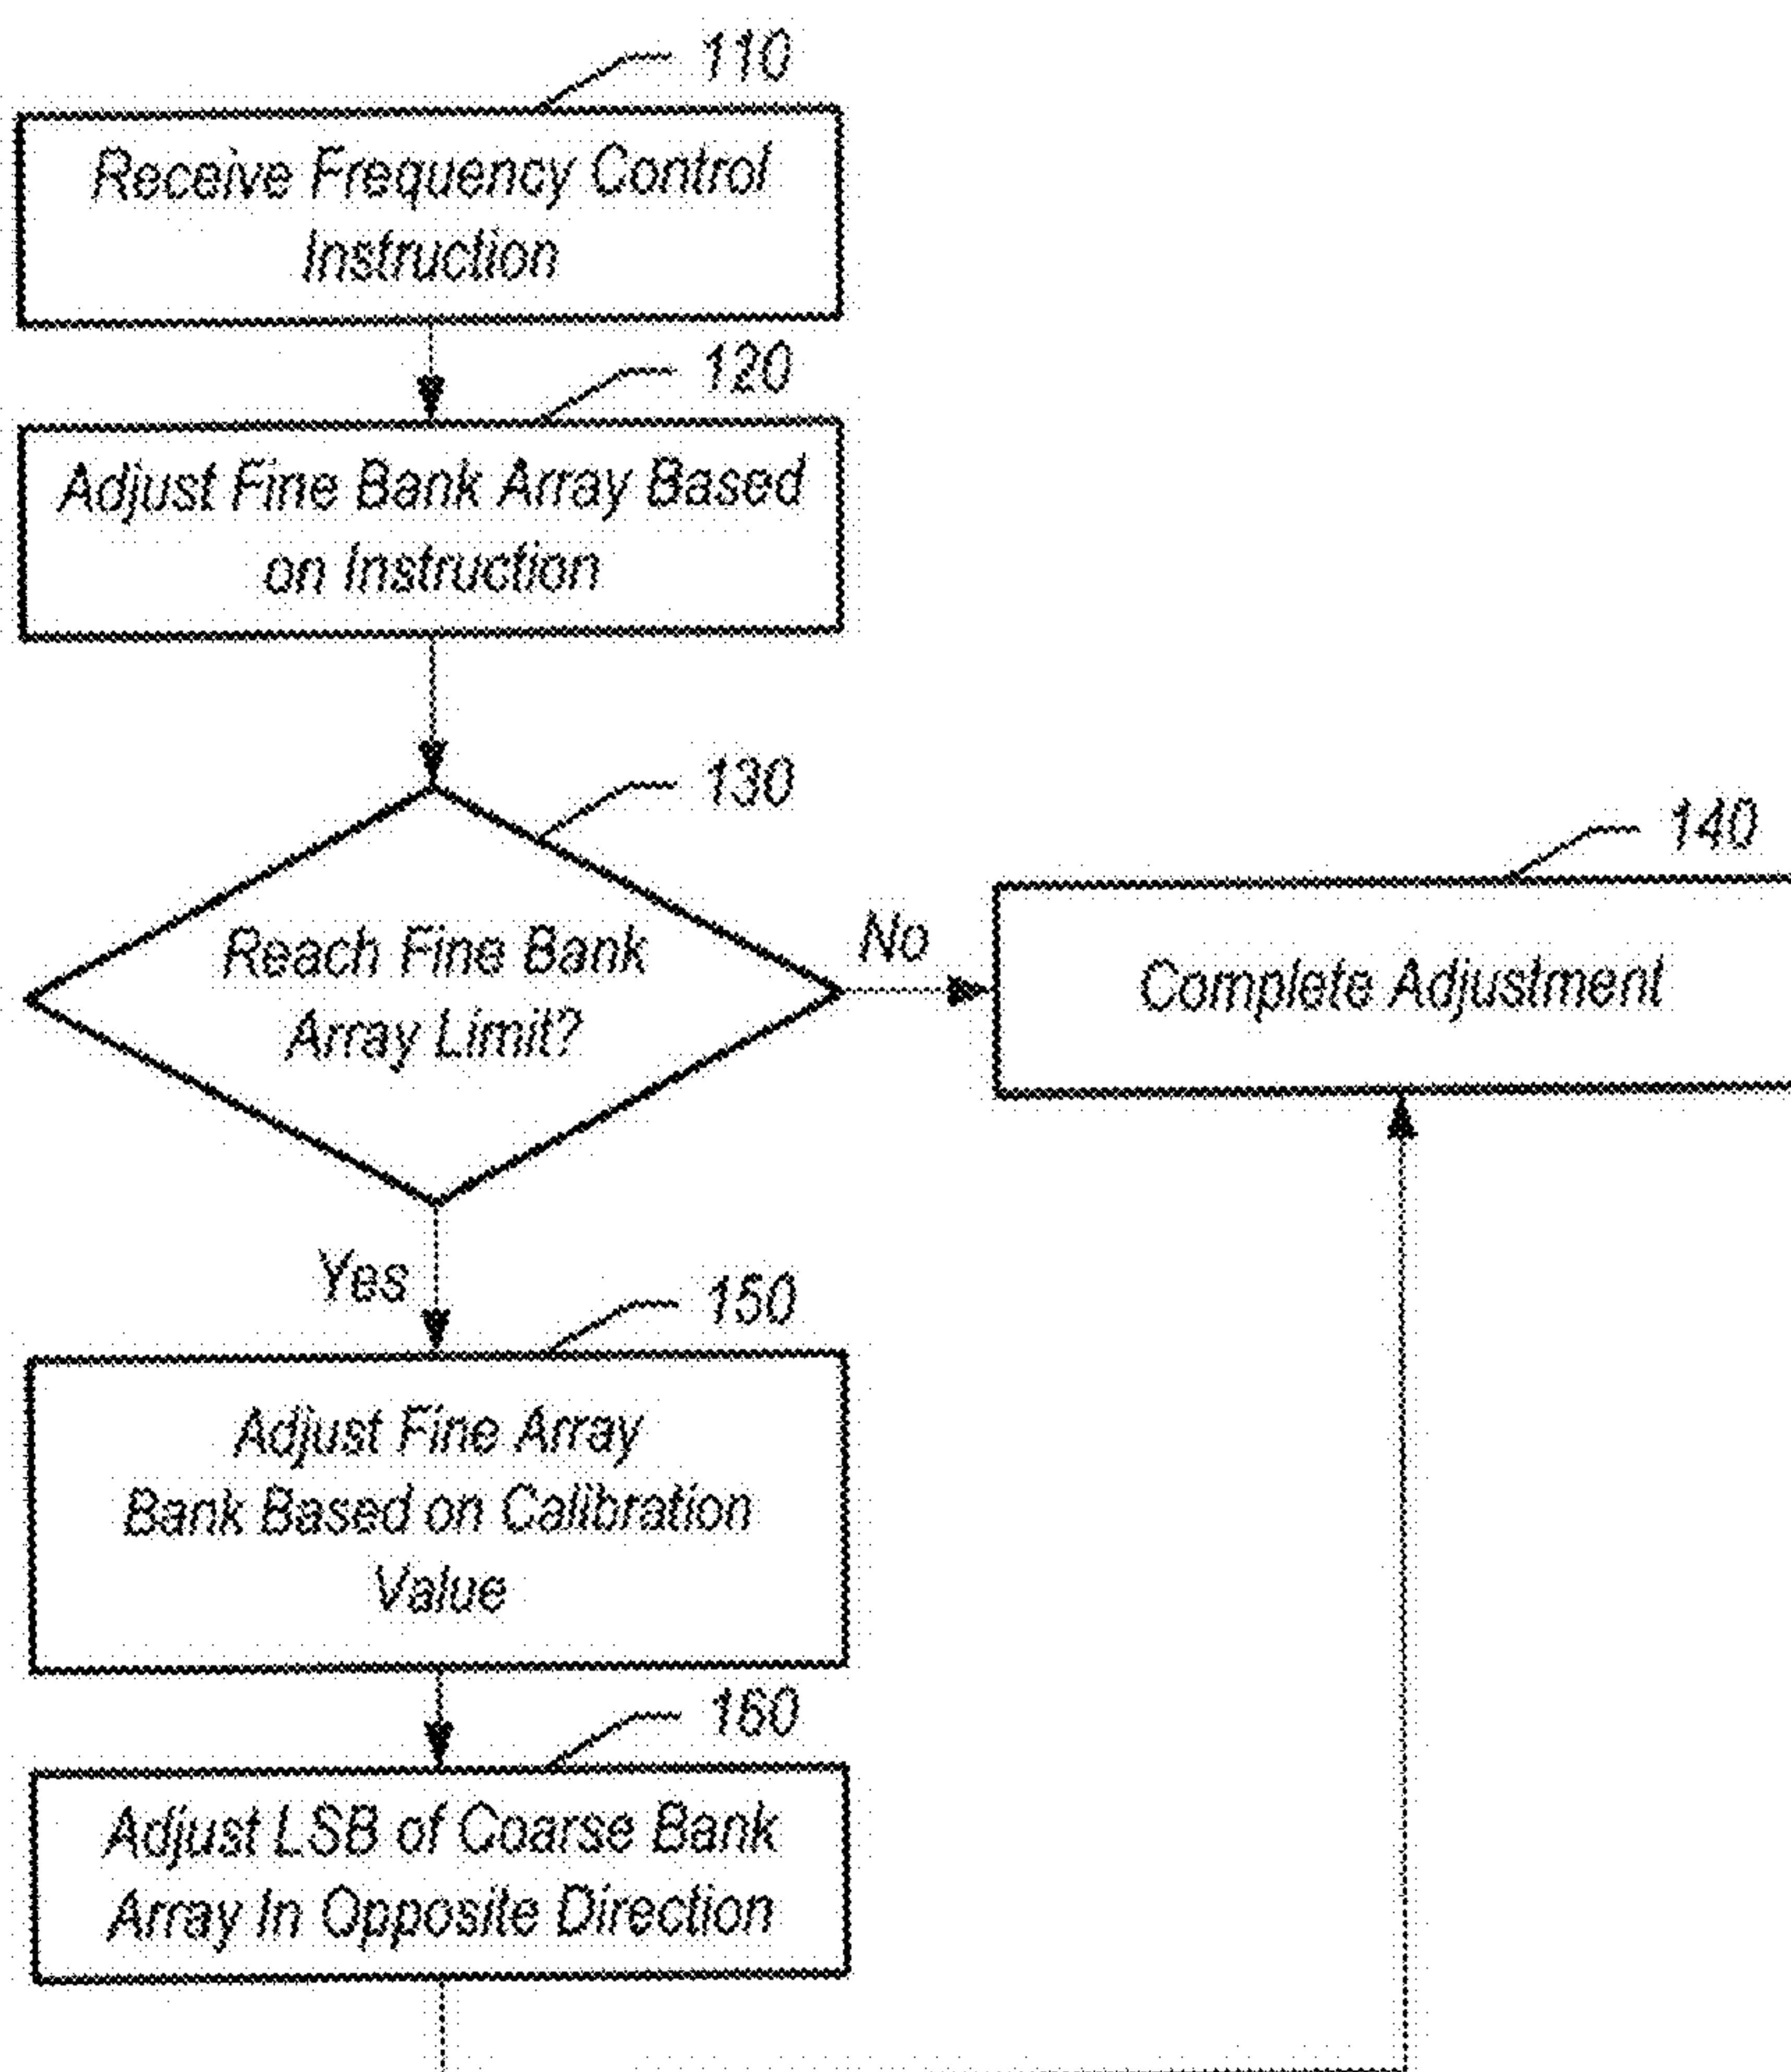 110
Receive Frequency Control
Instruction
120
Adjust Fine Bank Array Based
on Instruction
130
Reach Fine Bank
Array Limit?
No
140
Complete Adjustment
Yes
150
Adjust Fine Array
Bank Based on Calibration
Value
160
Adjust LSB of Coarse Bank
Array In Opposite Direction